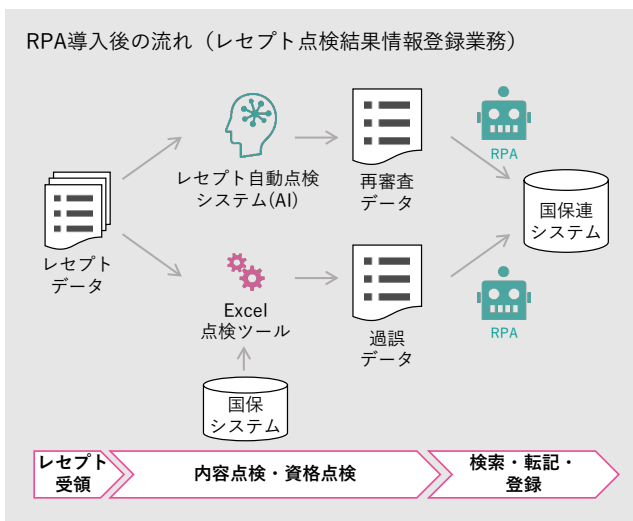 RPA導入後の流れ（レセプト点検結果情報登録業務）
レセプト
データ
レセプト自動点検
システム(AI)
再審査
データ
RPA
国保連
システム
Excel
点検ツール
過誤
データ
RPA
国保
システム
レセプト
受領
内容点検・資格点検
検索・転記・
登録